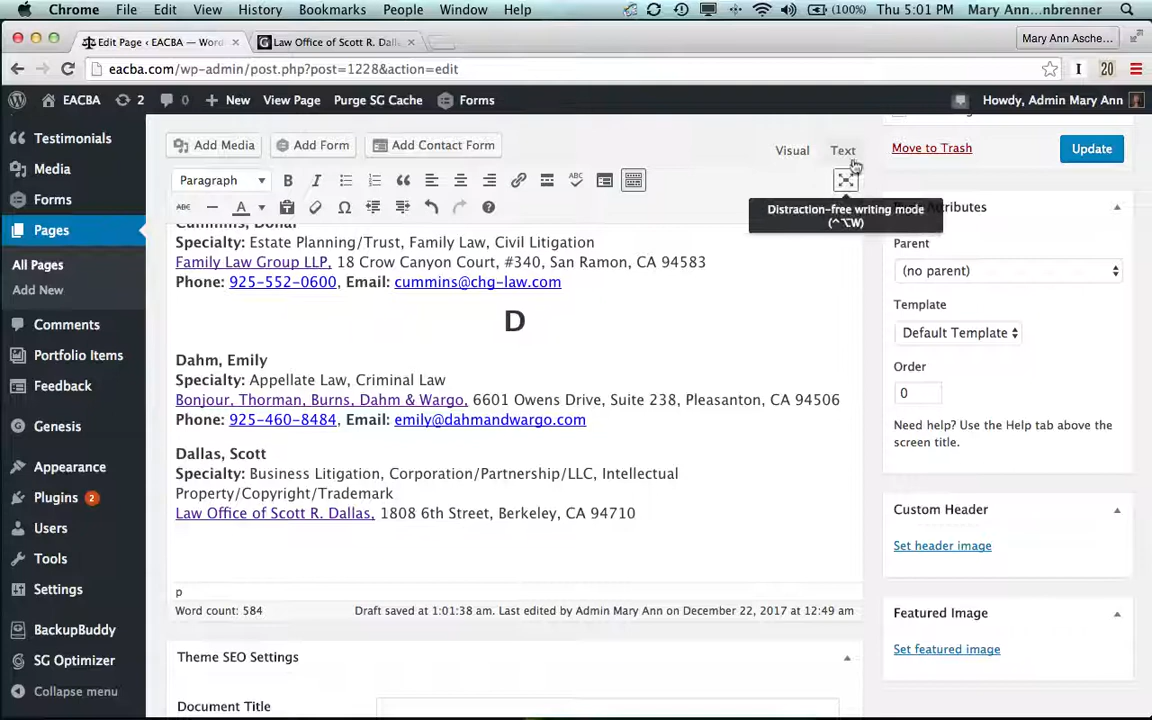 Chrome File Edit View History Bookmarks People Window Help (100%) Thu 5:01 PM Mary Ann...nbrenner
Edit Page ‹ EACBA — Word × Law Office of Scott R. Dall × Mary Ann Asche...
eacba.com/wp-admin/post.php?post=1228&action=edit 20
EACBA 2 0 New View Page Purge SG Cache Forms Howdy, Admin Mary Ann
Testimonials
Media
Forms
Pages
All Pages
Add New
Comments
Portfolio Items
Feedback
Genesis
Appearance
Plugins 2
Users
Tools
Settings
BackupBuddy
SG Optimizer
Collapse menu
Add Media Add Form Add Contact Form Visual Text
Paragraph B I ABC
ABC A Ω ?
Distraction-free writing mode
(^⌥W)
Specialty: Estate Planning/Trust, Family Law, Civil Litigation
Family Law Group LLP, 18 Crow Canyon Court, #340, San Ramon, CA 94583
Phone: 925-552-0600, Email: cummins@chg-law.com
D
Dahm, Emily
Specialty: Appellate Law, Criminal Law
Bonjour, Thorman, Burns, Dahm & Wargo, 6601 Owens Drive, Suite 238, Pleasanton, CA 94506
Phone: 925-460-8484, Email: emily@dahmandwargo.com
Dallas, Scott
Specialty: Business Litigation, Corporation/Partnership/LLC, Intellectual
Property/Copyright/Trademark
Law Office of Scott R. Dallas, 1808 6th Street, Berkeley, CA 94710
p
Word count: 584 Draft saved at 1:01:38 am. Last edited by Admin Mary Ann on December 22, 2017 at 12:49 am
Theme SEO Settings
Document Title
Move to Trash Update
Attributes
Parent
(no parent)
Template
Default Template
Order
0
Need help? Use the Help tab above the
screen title.
Custom Header
Set header image
Featured Image
Set featured image